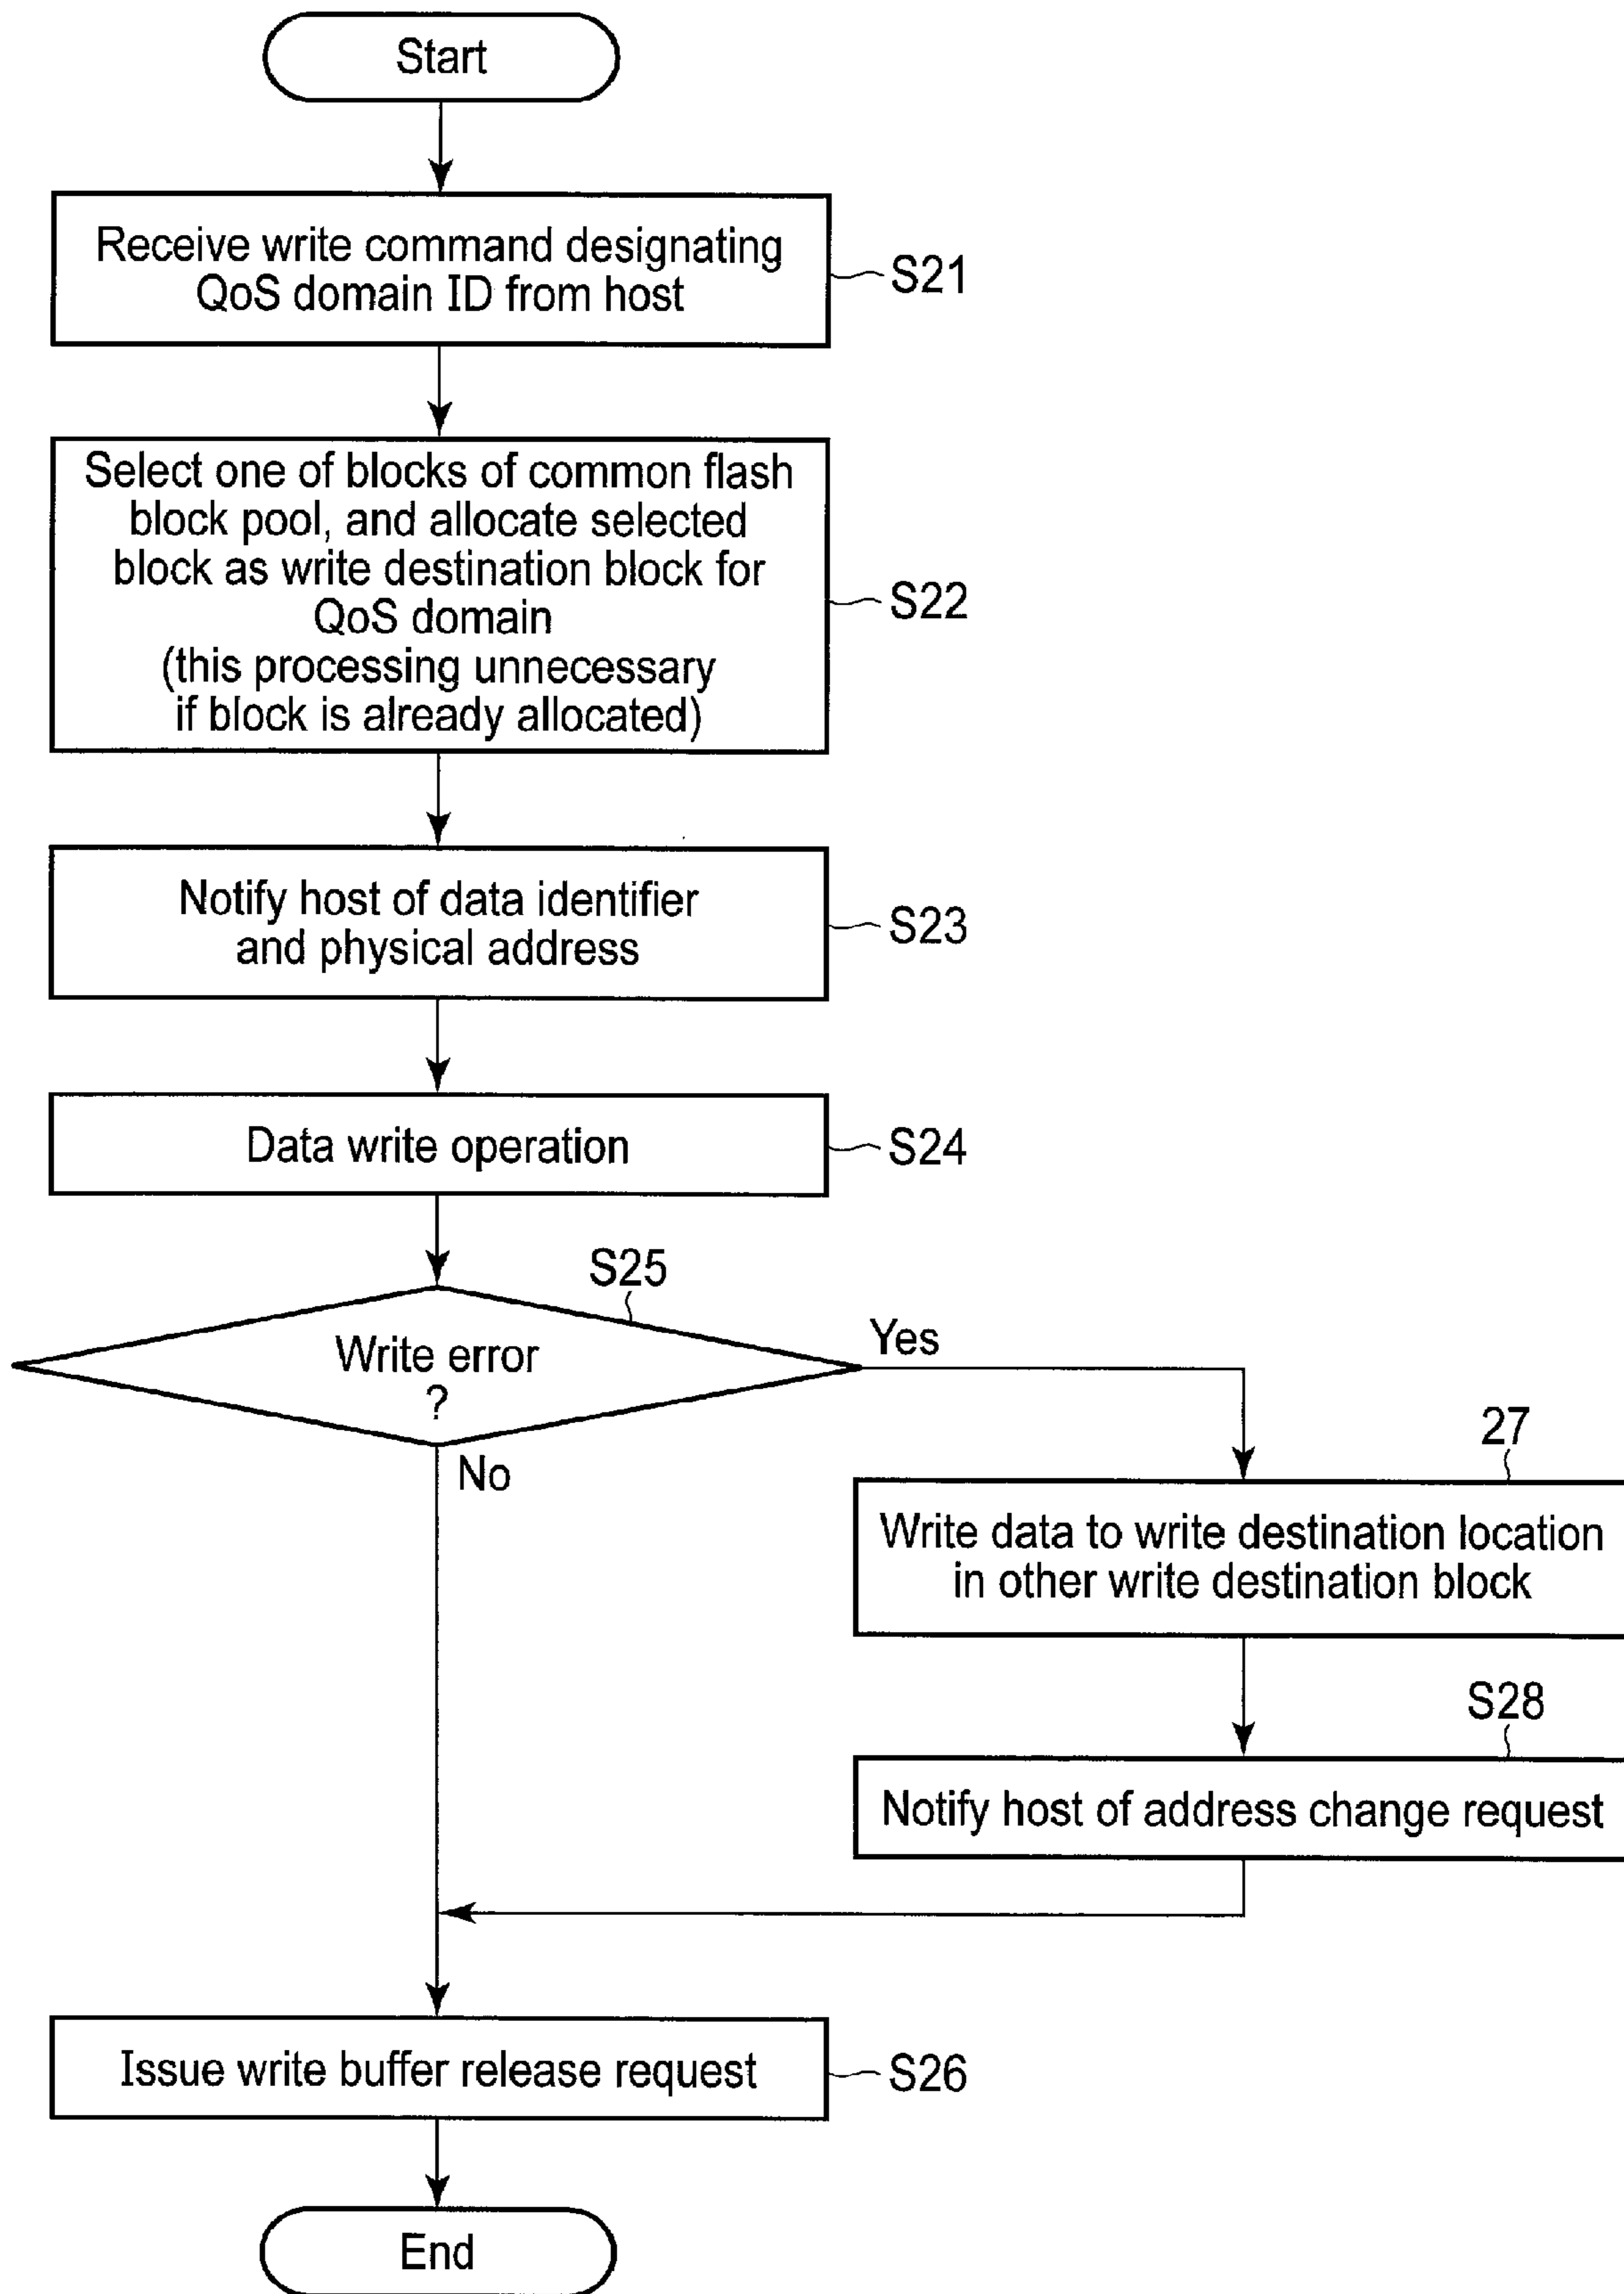 Start
Receive write command designating
QoS domain ID from host
S21
Select one of blocks of common flash
block pool, and allocate selected
block as write destination block for
QoS domain
(this processing unnecessary
if block is already allocated)
S22
Notify host of data identifier
and physical address
S23
Data write operation
S24
S25
Write error
?
Yes
No
27
Write data to write destination location
in other write destination block
S28
Notify host of address change request
Issue write buffer release request
S26
End